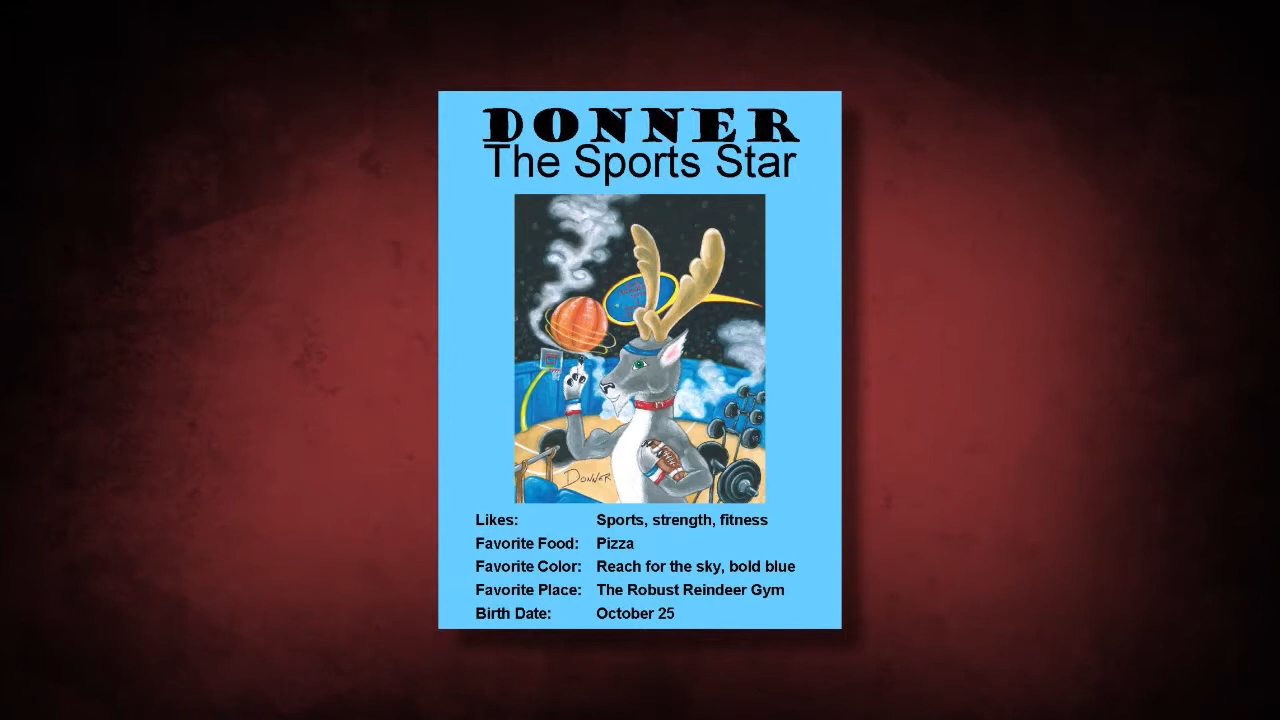 DONNER
The Sports Star
DONNER
Likes: Sports, strength, fitness
Favorite Food: Pizza
Favorite Color: Reach for the sky, bold blue
Favorite Place: The Robust Reindeer Gym
Birth Date: October 25